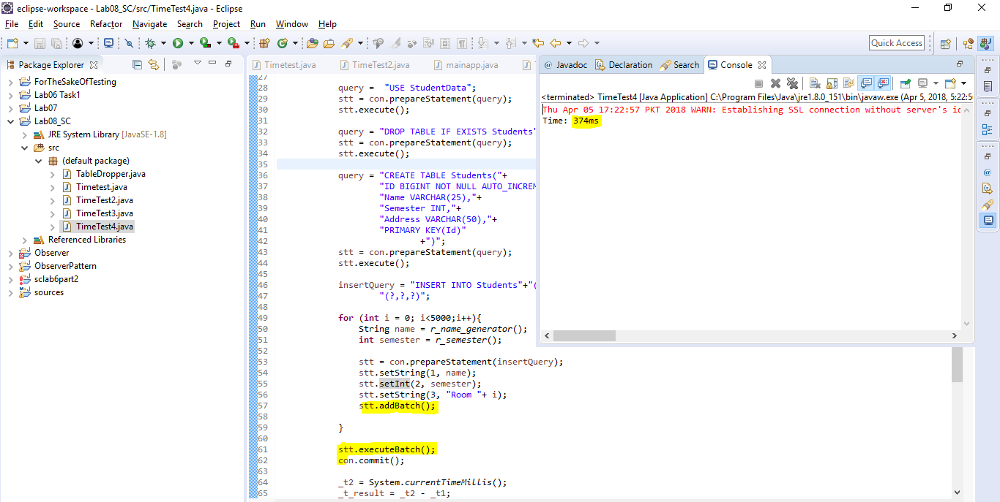 eclipse-workspace - Lab08_SC/src/TimeTest4.java - Eclipse
File Edit Source Refactor Navigate Search Project Run Window Help
Quick Access
Package Explorer
ForTheSakeOfTesting
Lab06 Task1
Lab07
Lab08_SC
JRE System Library [JavaSE-1.8]
src
(default package)
TableDropper.java
Timetest.java
TimeTest2.java
TimeTest3.java
TimeTest4.java
Referenced Libraries
Observer
ObserverPattern
sclab6part2
sources
Timetest.java TimeTest2.java mainapp.java
27
28 query = "USE StudentData";
29 stt = con.prepareStatement(query);
30 stt.execute();
31
32 query = "DROP TABLE IF EXISTS Students"
33 stt = con.prepareStatement(query);
34 stt.execute();
35
36 query = "CREATE TABLE Students("+
37 "ID BIGINT NOT NULL AUTO_INCREM
38 "Name VARCHAR(25),"+
39 "Semester INT,"+
40 "Address VARCHAR(50),"+
41 "PRIMARY KEY(Id)"
42 +")";
43 stt = con.prepareStatement(query);
44 stt.execute();
45
46 insertQuery = "INSERT INTO Students"+"(
47 "(?,?,?)";
48
49 for (int i = 0; i<5000;i++){
50 String name = r_name_generator();
51 int semester = r_semester();
52
53 stt = con.prepareStatement(insertQuery);
54 stt.setString(1, name);
55 stt.setInt(2, semester);
56 stt.setString(3, "Room "+ i);
57 stt.addBatch();
58
59 }
60
61 stt.executeBatch();
62 con.commit();
63
64 _t2 = System.currentTimeMillis();
65 _t_result = _t2 - _t1;
@ Javadoc Declaration Search Console
<terminated> TimeTest4 [Java Application] C:\Program Files\Java\jre1.8.0_151\bin\javaw.exe (Apr 5, 2018, 5:22:5
Thu Apr 05 17:22:57 PKT 2018 WARN: Establishing SSL connection without server's ic
Time: 374ms